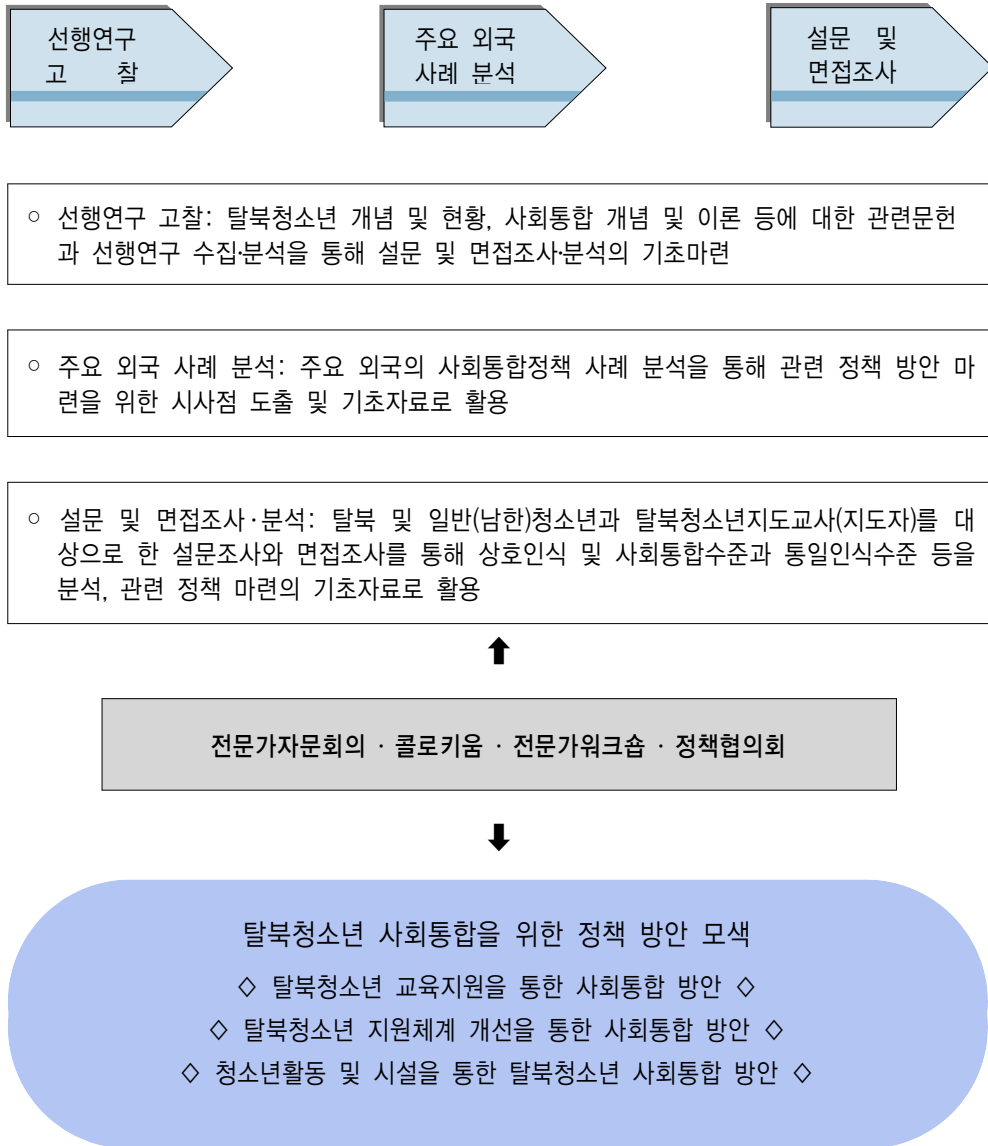 선행연구
고 찰
주요 외국
사례 분석
설문 및
면접조사
○ 선행연구 고찰: 탈북청소년 개념 및 현황, 사회통합 개념 및 이론 등에 대한 관련문헌
과 선행연구 수집·분석을 통해 설문 및 면접조사·분석의 기초마련
○ 주요 외국 사례 분석: 주요 외국의 사회통합정책 사례 분석을 통해 관련 정책 방안 마
련을 위한 시사점 도출 및 기초자료로 활용
○ 설문 및 면접조사·분석: 탈북 및 일반(남한)청소년과 탈북청소년지도교사(지도자)를 대
상으로 한 설문조사와 면접조사를 통해 상호인식 및 사회통합수준과 통일인식수준 등을
분석, 관련 정책 마련의 기초자료로 활용
전문가자문회의 · 콜로키움 · 전문가워크숍 · 정책협의회
탈북청소년 사회통합을 위한 정책 방안 모색
◇ 탈북청소년 교육지원을 통한 사회통합 방안 ◇
◇ 탈북청소년 지원체계 개선을 통한 사회통합 방안 ◇
◇ 청소년활동 및 시설을 통한 탈북청소년 사회통합 방안 ◇